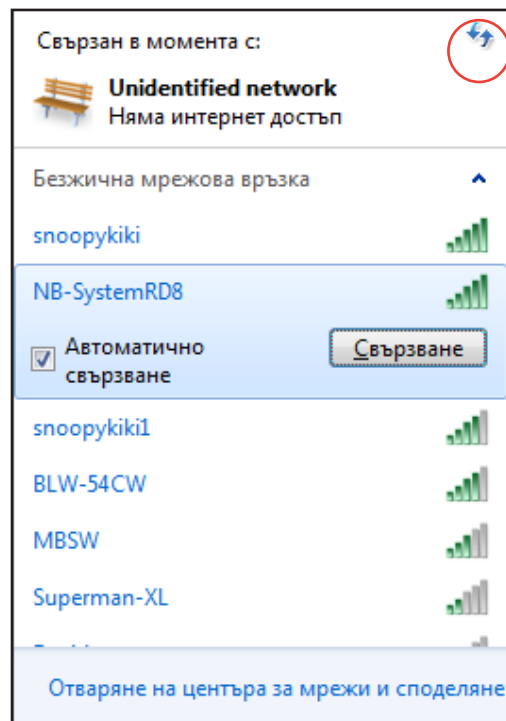 Свързан в момента с:
Unidentified network
Няма интернет достъп
Безжична мрежова връзка
snoopykiki
NB-SystemRD8
Автоматично
свързване
Свързване
snoopykiki1
BLW-54CW
MBSW
Superman-XL
Отваряне на центъра за мрежи и споделяне